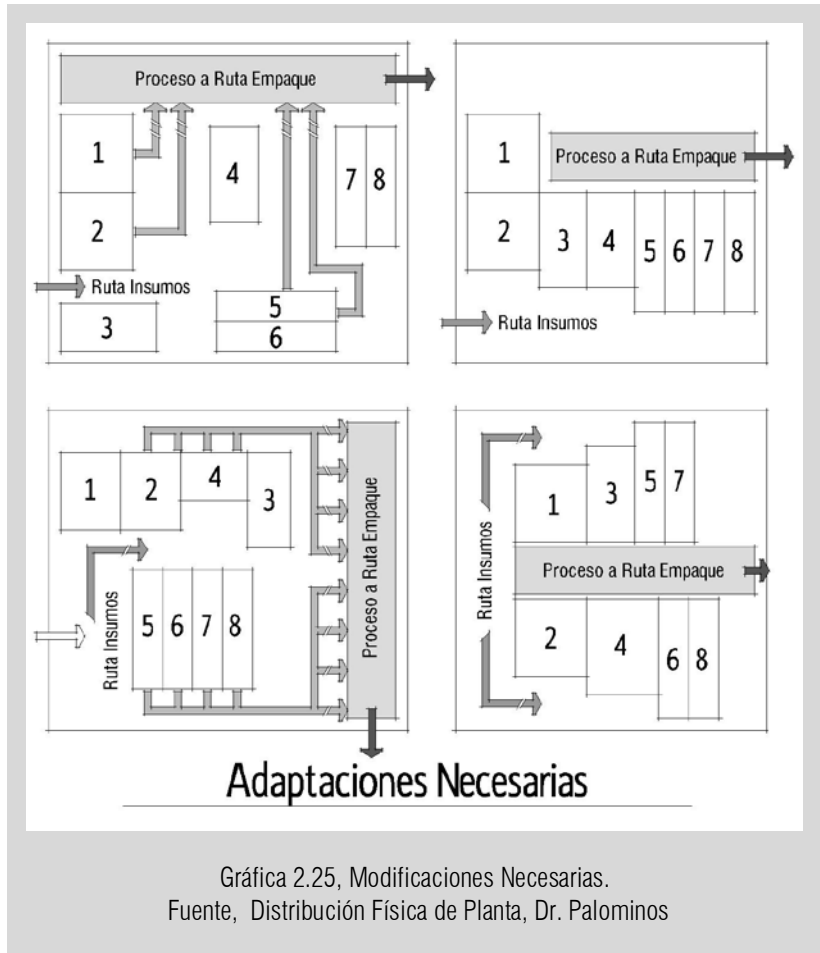 Proceso a Ruta Empaque
1
4
7 8
2
Ruta Insumos
5
3
6
1
Proceso a Ruta Empaque
2
3 4 5 6 7 8
Ruta Insumos
1 2 4
3
Ruta Insumos
5 6 7 8
Proceso a Ruta Empaque
Ruta Insumos
1 3 5 7
Proceso a Ruta Empaque
2 4 6 8
Adaptaciones Necesarias
Gráfica 2.25, Modificaciones Necesarias.
Fuente, Distribución Física de Planta, Dr. Palominos